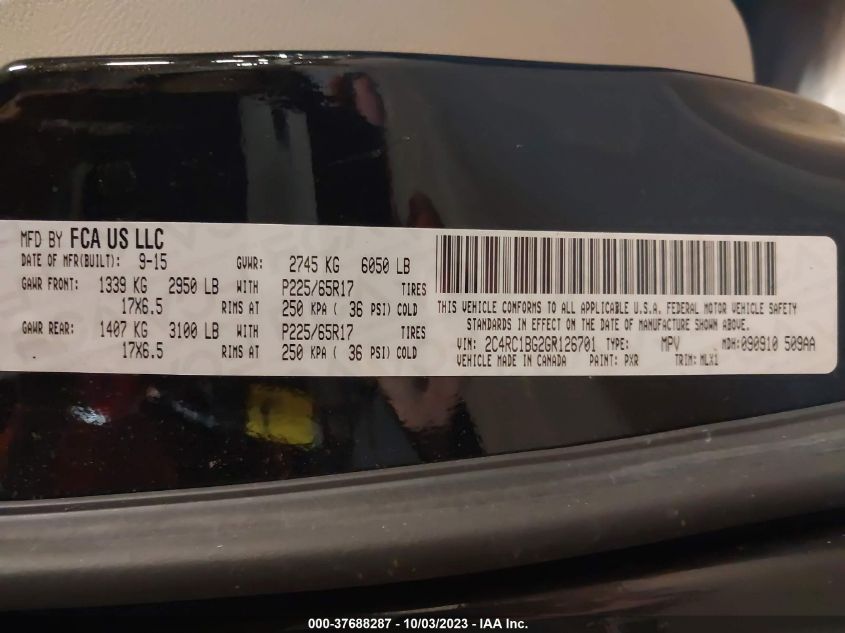 MFD BY FCA US LLC
DATE OF MFR(BUILT): 9-15 GVWR: 2745 KG 6050 LB
GAWR FRONT: 1339 KG 2950 LB WITH P225/65R17 TIRES
17X6.5 RIMS AT 250 KPA ( 36 PSI) COLD
GAWR REAR: 1407 KG 3100 LB WITH P225/65R17 TIRES
17X6.5 RIMS AT 250 KPA ( 36 PSI) COLD
THIS VEHICLE CONFORMS TO ALL APPLICABLE U.S.A. FEDERAL MOTOR VEHICLE SAFETY
STANDARDS IN EFFECT ON THE DATE OF MANUFACTURE SHOWN ABOVE.
VIN: 2C4RC1BG2GR126701 TYPE: MPV MDH:090910 509AA
VEHICLE MADE IN CANADA PAINT: PXR TRIM: MLX1
000-37688287 - 10/03/2023 - IAA Inc.